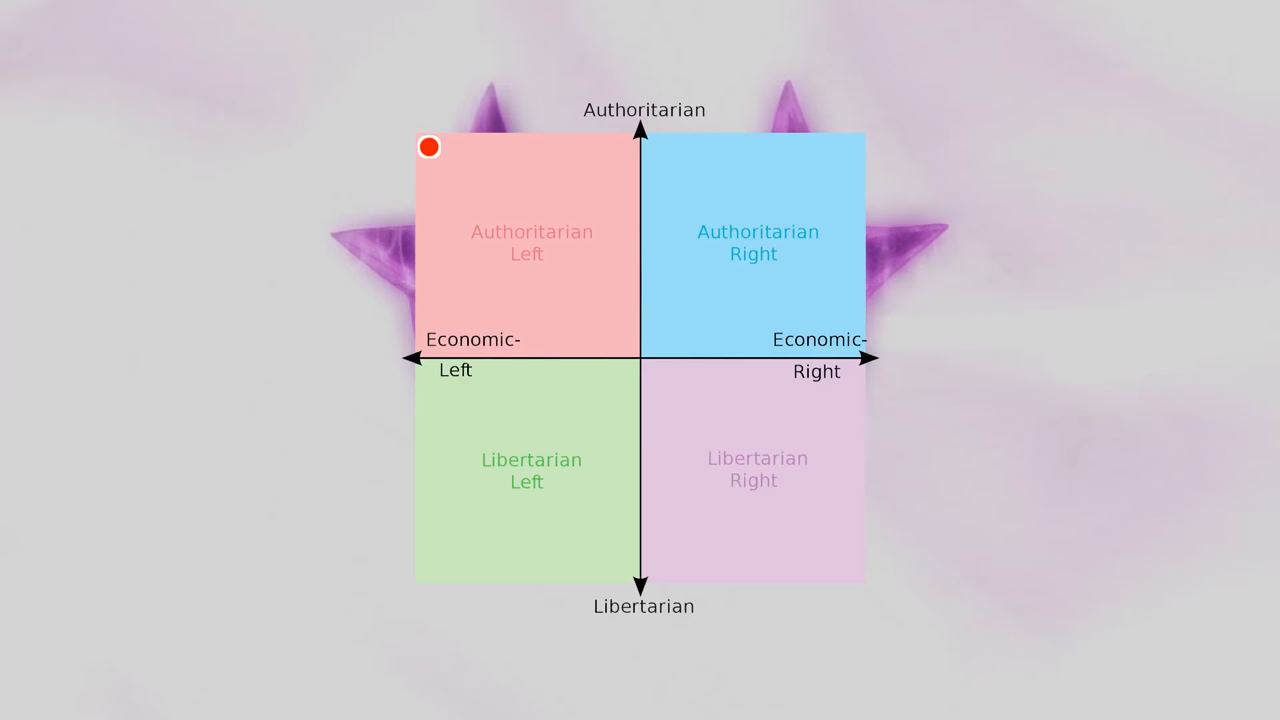 Authoritarian
Authoritarian
Left
Authoritarian
Right
Economic-
Left
Economic-
Right
Libertarian
Left
Libertarian
Right
Libertarian